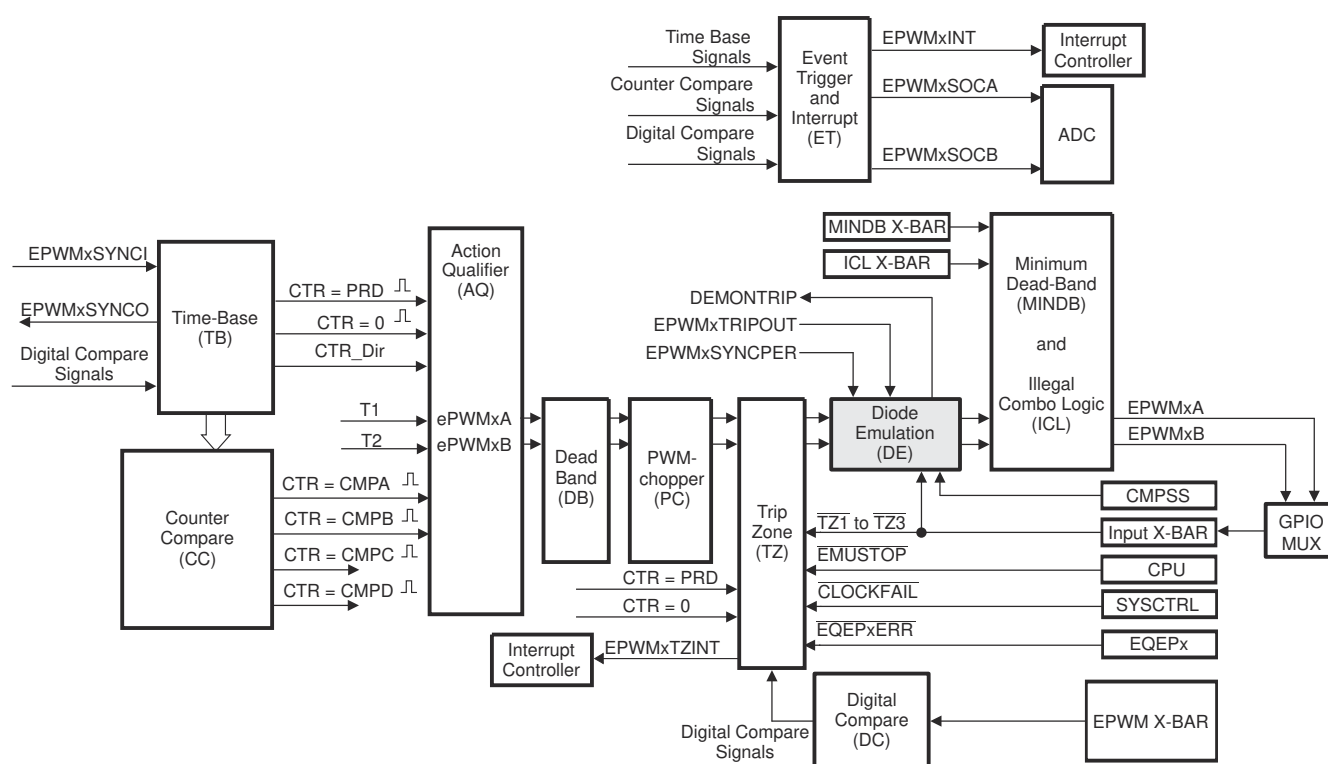 Time Base
Signals
Counter Compare
Signals
Digital Compare
Signals
Event
Trigger
and
Interrupt
(ET)
EPWMxINT
EPWMxSOCA
EPWMxSOCB
Interrupt
Controller
ADC
EPWMxSYNCI
EPWMxSYNCO
Digital Compare
Signals
Time-Base
(TB)
CTR = PRD
CTR = 0
CTR_Dir
T1
T2
Action
Qualifier
(AQ)
ePWMxA
ePWMxB
Counter
Compare
(CC)
CTR = CMPA
CTR = CMPB
CTR = CMPC
CTR = CMPD
Dead
Band
(DB)
PWM-
chopper
(PC)
Trip
Zone
(TZ)
CTR = PRD
CTR = 0
EPWMxTZINT
Interrupt
Controller
DEMONTRIP
EPWMxTRIPOUT
EPWMxSYNCPER
Diode
Emulation
(DE)
MINDB X-BAR
ICL X-BAR
Minimum
Dead-Band
(MINDB)
and
Illegal
Combo Logic
(ICL)
EPWMxA
EPWMxB
GPIO
MUX
TZ1 to TZ3
EMUSTOP
CLOCKFAIL
EQEPxERR
CMPSS
Input X-BAR
CPU
SYSCTRL
EQEPx
Digital Compare
Signals
Digital
Compare
(DC)
EPWM X-BAR